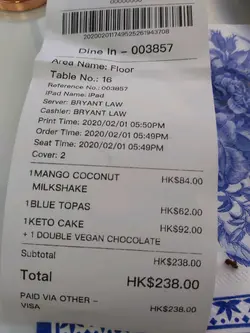 20200201174952526194370​8
Dine In - 003857
Area Name: Floor
Table No.: 16
Reference No.: 003857
iPad Name: iPad
Server: BRYANT LAW
Cashier: BRYANT LAW
Print Time: 2020/02/01 05:50PM
Order Time: 2020/02/01 05:49PM
Seat Time: 2020/02/01 05:49PM
Cover: 2
1 MANGO COCONUT HK$84.00
MILKSHAKE
1 BLUE TOPAS HK$62.00
1 KETO CAKE HK$92.00
+ 1 DOUBLE VEGAN CHOCOLATE
Subtotal HK$238.00
Total HK$238.00
PAID VIA OTHER – HK$238.00
VISA